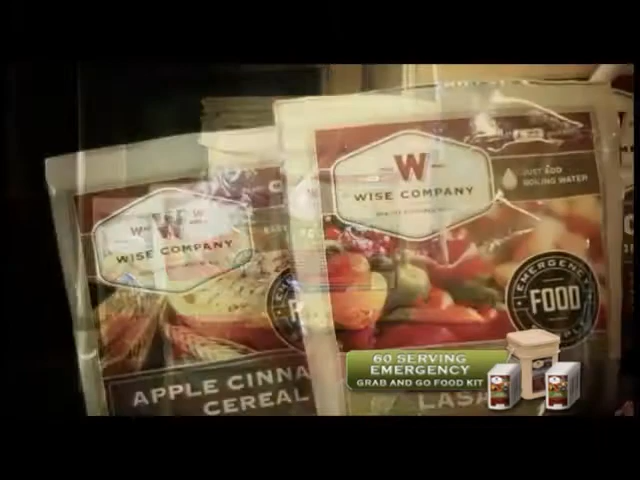 W
WISE COMPANY
JUST ADD
BOILING WATER
W
WISE COMPANY
EMERGENCY
FOOD
APPLE CINNA
CEREAL
LASA
60 SERVING
EMERGENCY
GRAB AND GO FOOD KIT